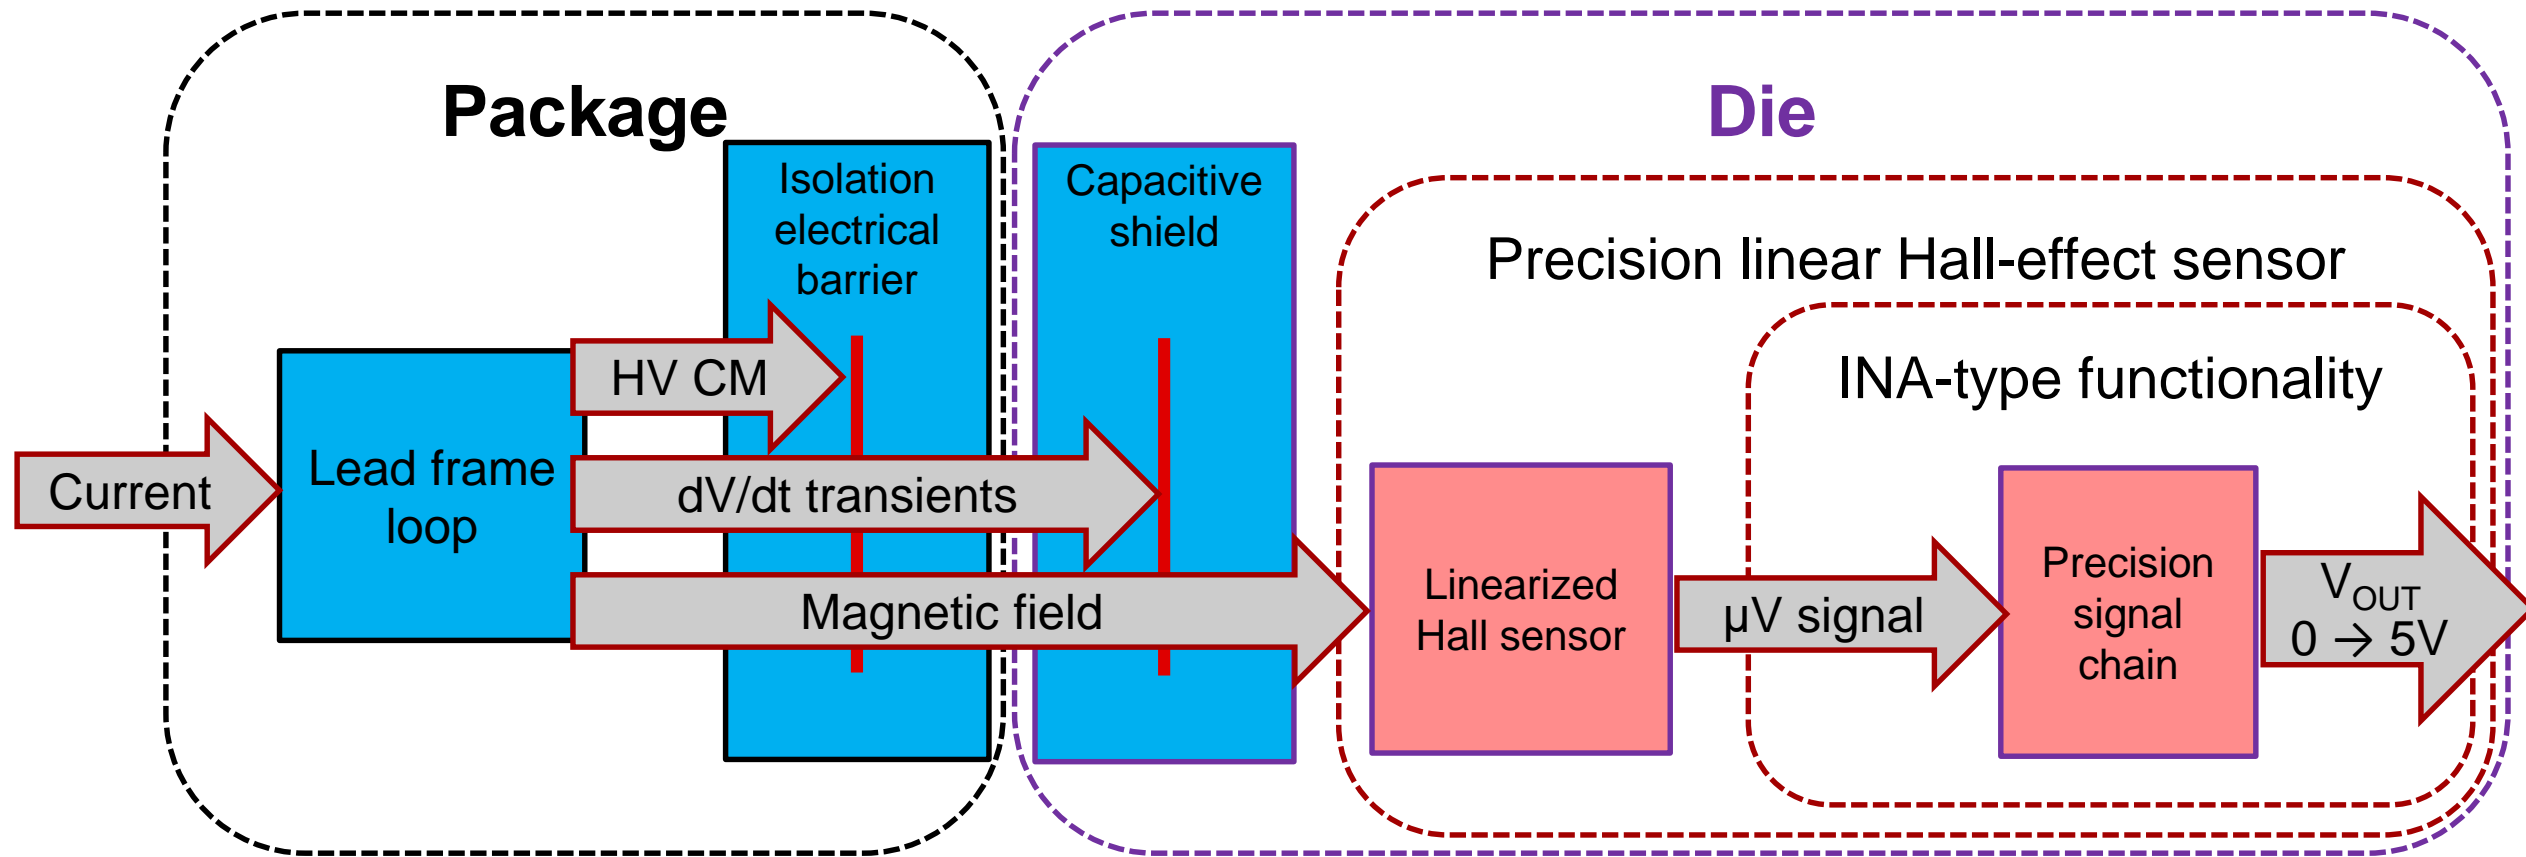 Package
Die
Isolation
electrical
barrier
Capacitive
shield
Precision linear Hall-effect sensor
INA-type functionality
HV CM
Current
Lead frame
loop
dV/dt transients
Magnetic field
Linearized
Hall sensor
µV signal
Precision
signal
chain
VOUT
0 → 5V